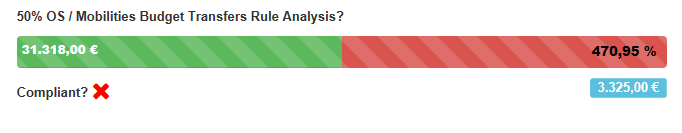 50% OS / Mobilities Budget Transfers Rule Analysis?
31.318,00 € 470,95 %
Compliant? 3.325,00 €